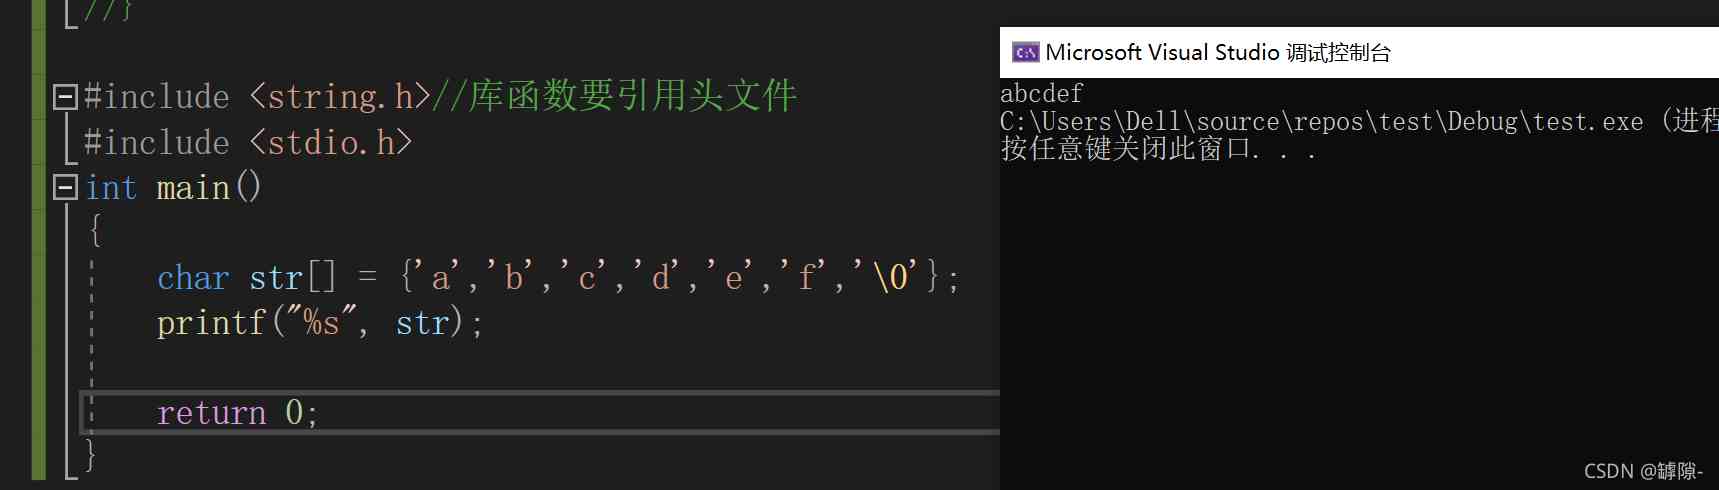 //}
#include <string.h>//库函数要引用头文件
#include <stdio.h>
int main()
{
char str[] = {'a','b','c','d','e','f','\0'};
printf("%s", str);
return 0;
}
Microsoft Visual Studio 调试控制台
abcdef
C:\Users\Dell\source\repos\test\Debug\test.exe (进程
按任意键关闭此窗口. . .
CSDN @罅隙-